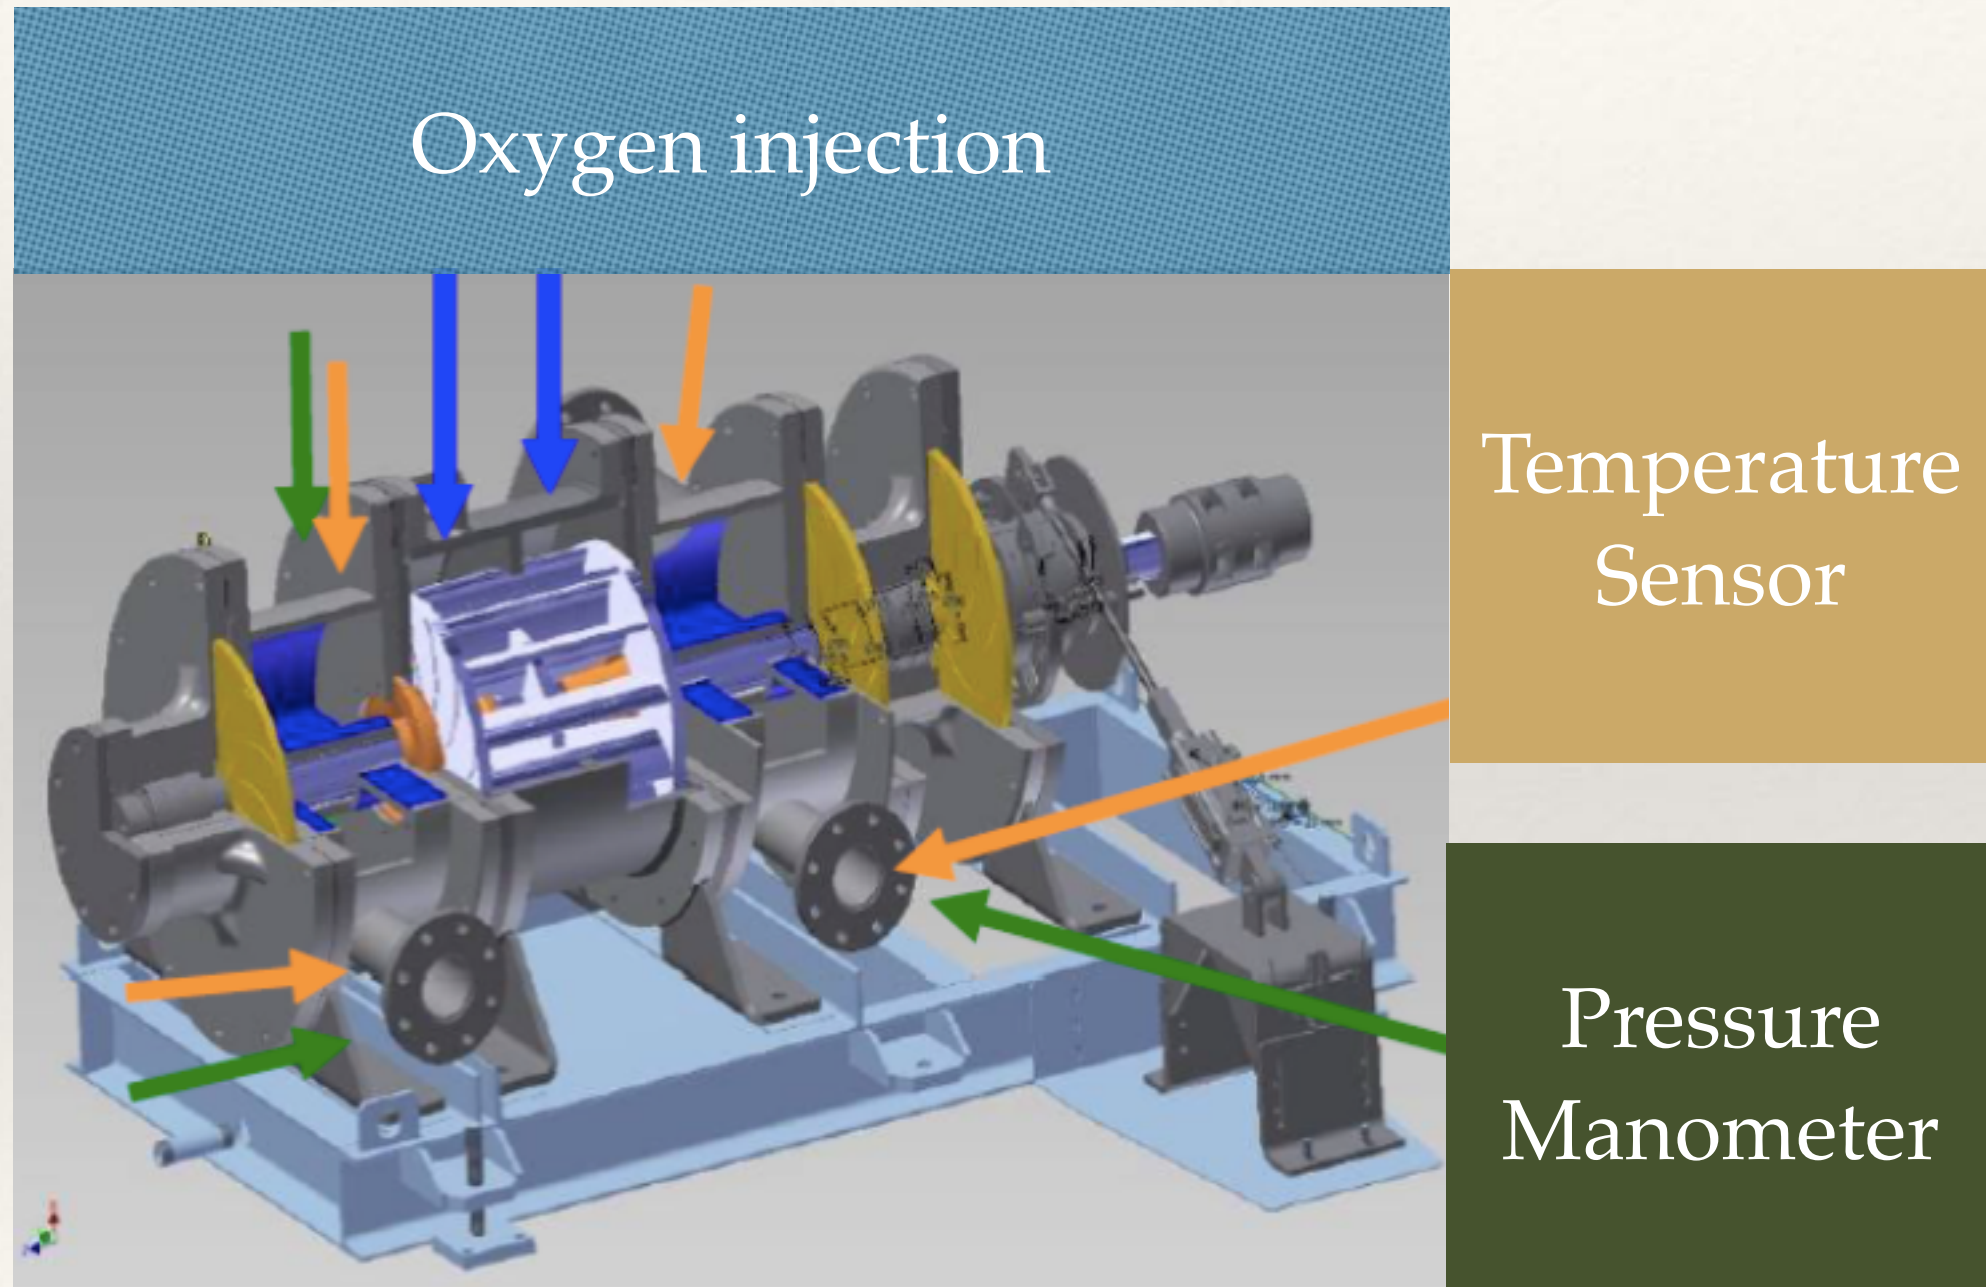 Oxygen injection
Temperature
Sensor
Pressure
Manometer